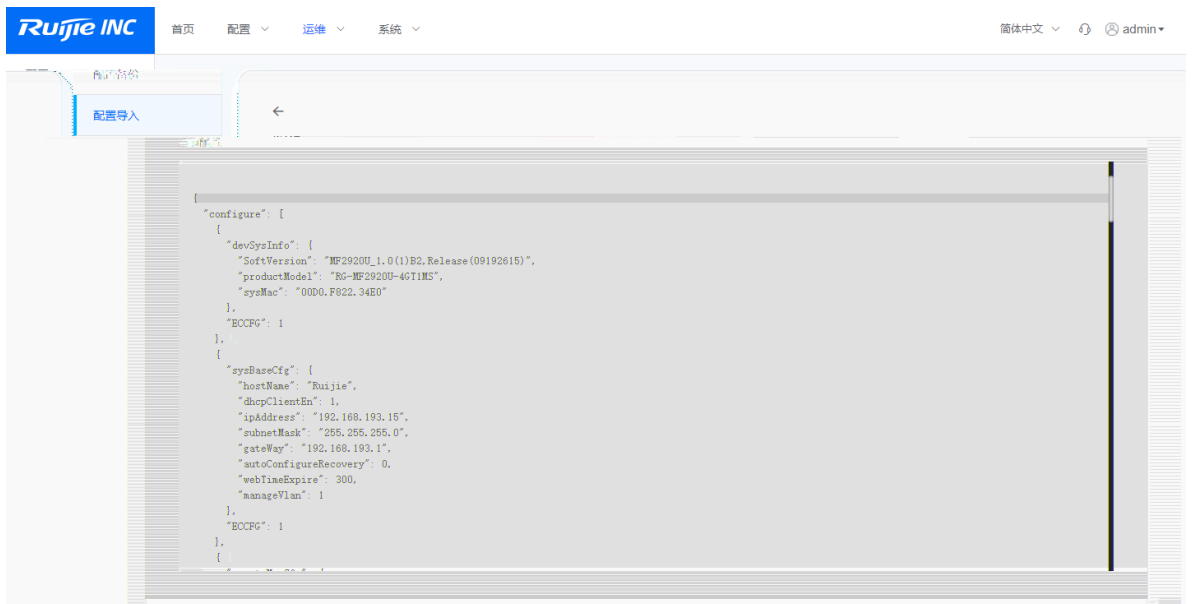 Ruijie INC 首页 配置 运维 系统 简体中文 admin
配置导入
{
"configure": [
{
"devSysInfo": {
"SoftVersion": "MF2920U_1.0(1)B2,Release(09192615)",
"productModel": "RG-MF2920U-4GT1MS",
"sysMac": "00D0.F822.34E0"
},
"ECCFG": 1
},
{
"sysBaseCfg": {
"hostName": "Ruijie",
"dhcpClientEn": 1,
"ipAddress": "192.168.193.15",
"subnetMask": "255.255.255.0",
"gateWay": "192.168.193.1",
"autoConfigureRecovery": 0,
"webTimeExpire": 300,
"manageVlan": 1
},
"ECCFG": 1
},
{